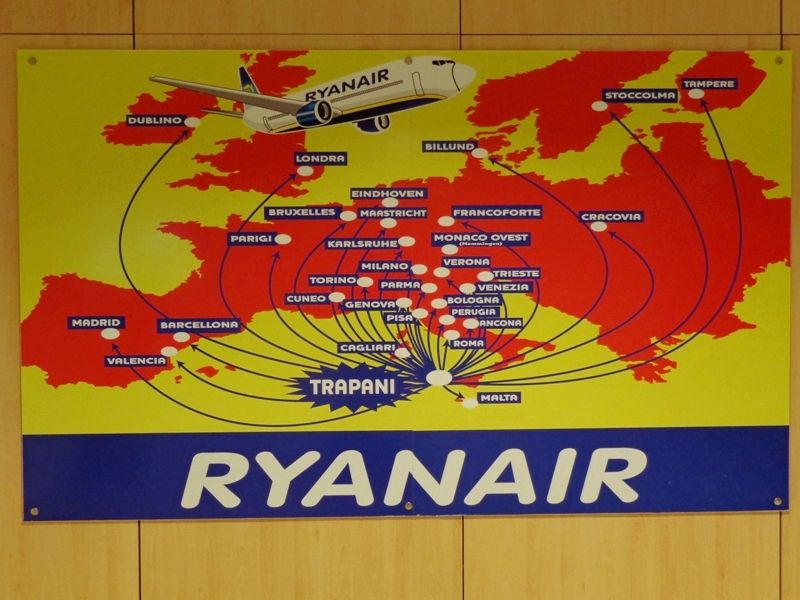 RYANAIR
TAMPERE
STOCCOLMA
DUBLINO
BILLUND
LONDRA
EINDHOVEN
BRUXELLES
MAASTRICHT
FRANCOFORTE
CRACOVIA
PARIGI
KARLSRUHE
MONACO OVEST
(Memmingen)
MILANO
VERONA
TORINO
PARMA
TRIESTE
VENEZIA
CUNEO
GENOVA
BOLOGNA
PISA
PERUGIA
MADRID
BARCELLONA
ANCONA
VALENCIA
CAGLIARI
ROMA
TRAPANI
MALTA
RYANAIR